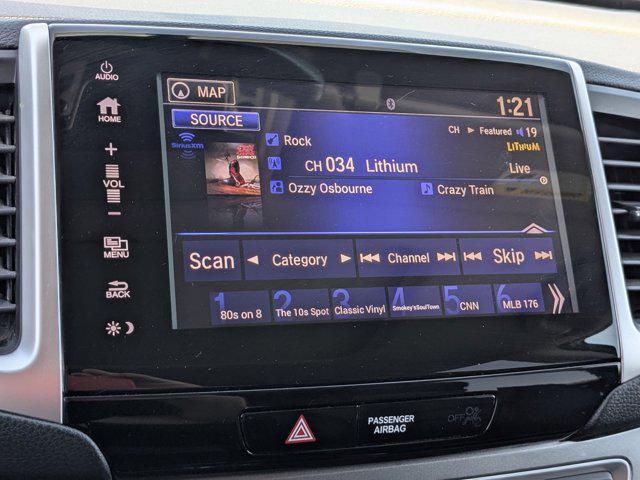 AUDIO
HOME
+
VOL
−
MENU
BACK
MAP
1:21
SOURCE
CH ▶ Featured 19
SiriusXM
Rock
LITHIUM
CH 034 Lithium
Live
Ozzy Osbourne
Crazy Train
Scan
◀ Category ▶
Channel
Skip
1 80s on 8
2 The 10s Spot
3 Classic Vinyl
4 Smokey'sSoulTown
5 CNN
6 MLB 176
PASSENGER
AIRBAG
OFF